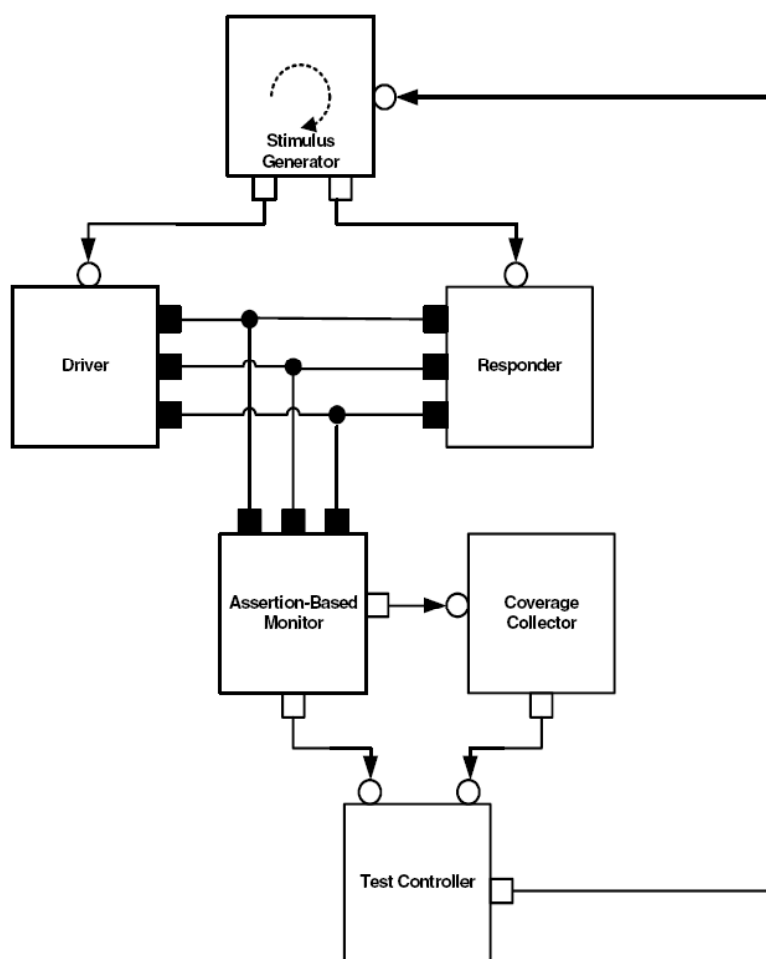 Stimulus
Generator
Driver
Responder
Assertion-Based
Monitor
Coverage
Collector
Test Controller